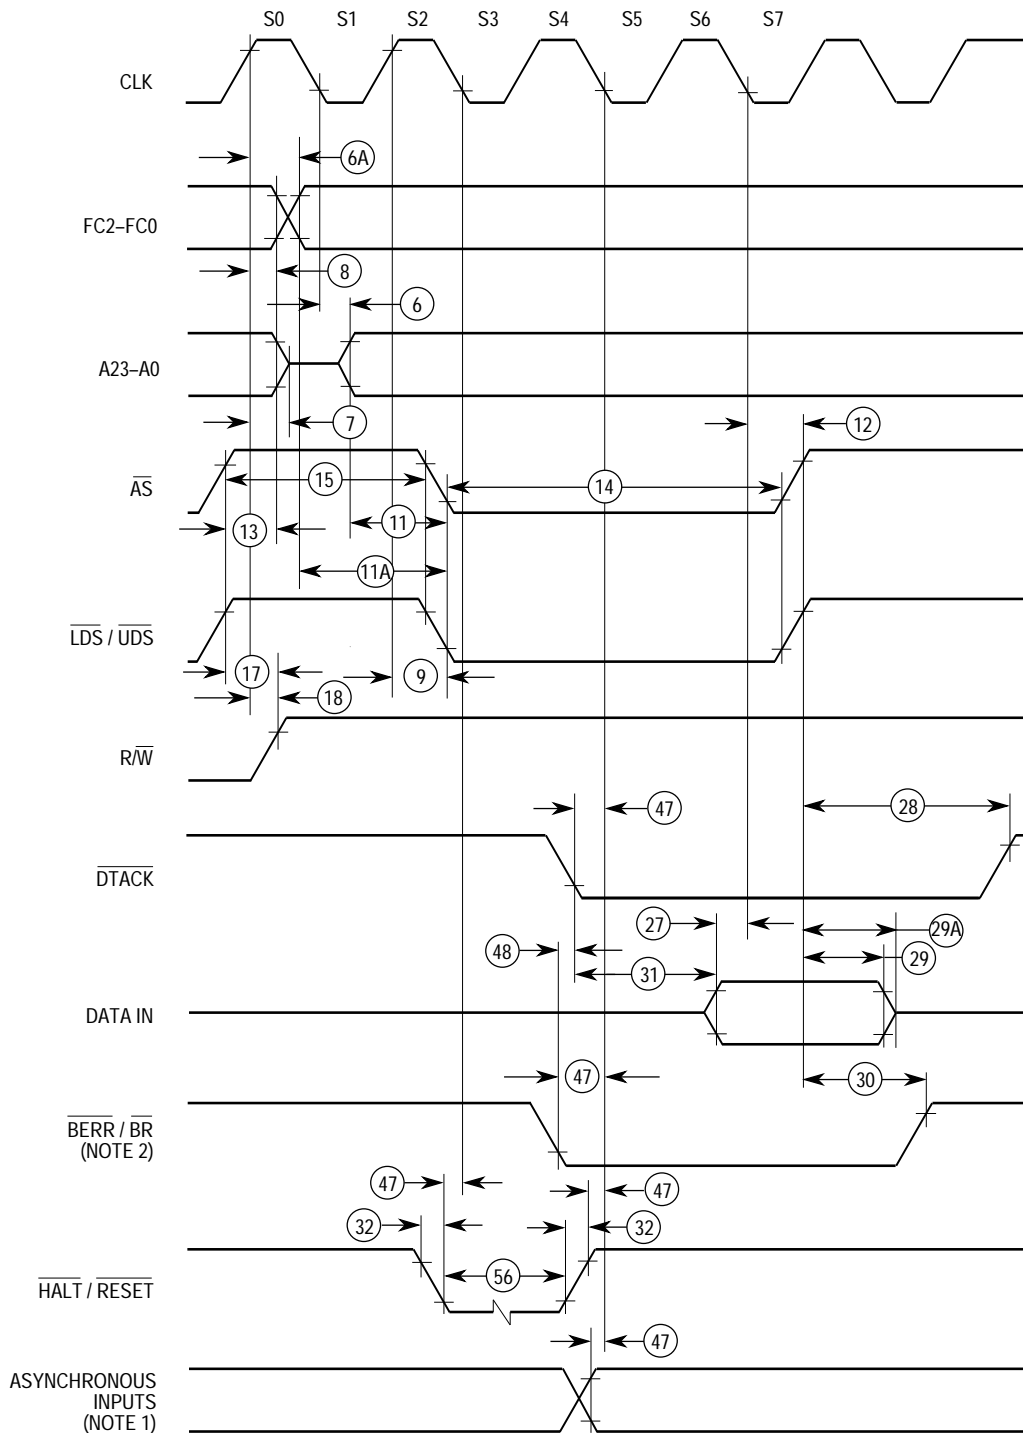 S0 S1 S2 S3 S4 S5 S6 S7
CLK
6A
FC2–FC0
8
6
A23–A0
7
12
15
14
AS
13
11
11A
LDS / UDS
17
9
18
R/W
47
28
DTACK
27
29A
48
29
31
DATA IN
47
30
BERR / BR
(NOTE 2)
47
47
32
32
56
HALT / RESET
47
ASYNCHRONOUS
INPUTS
(NOTE 1)